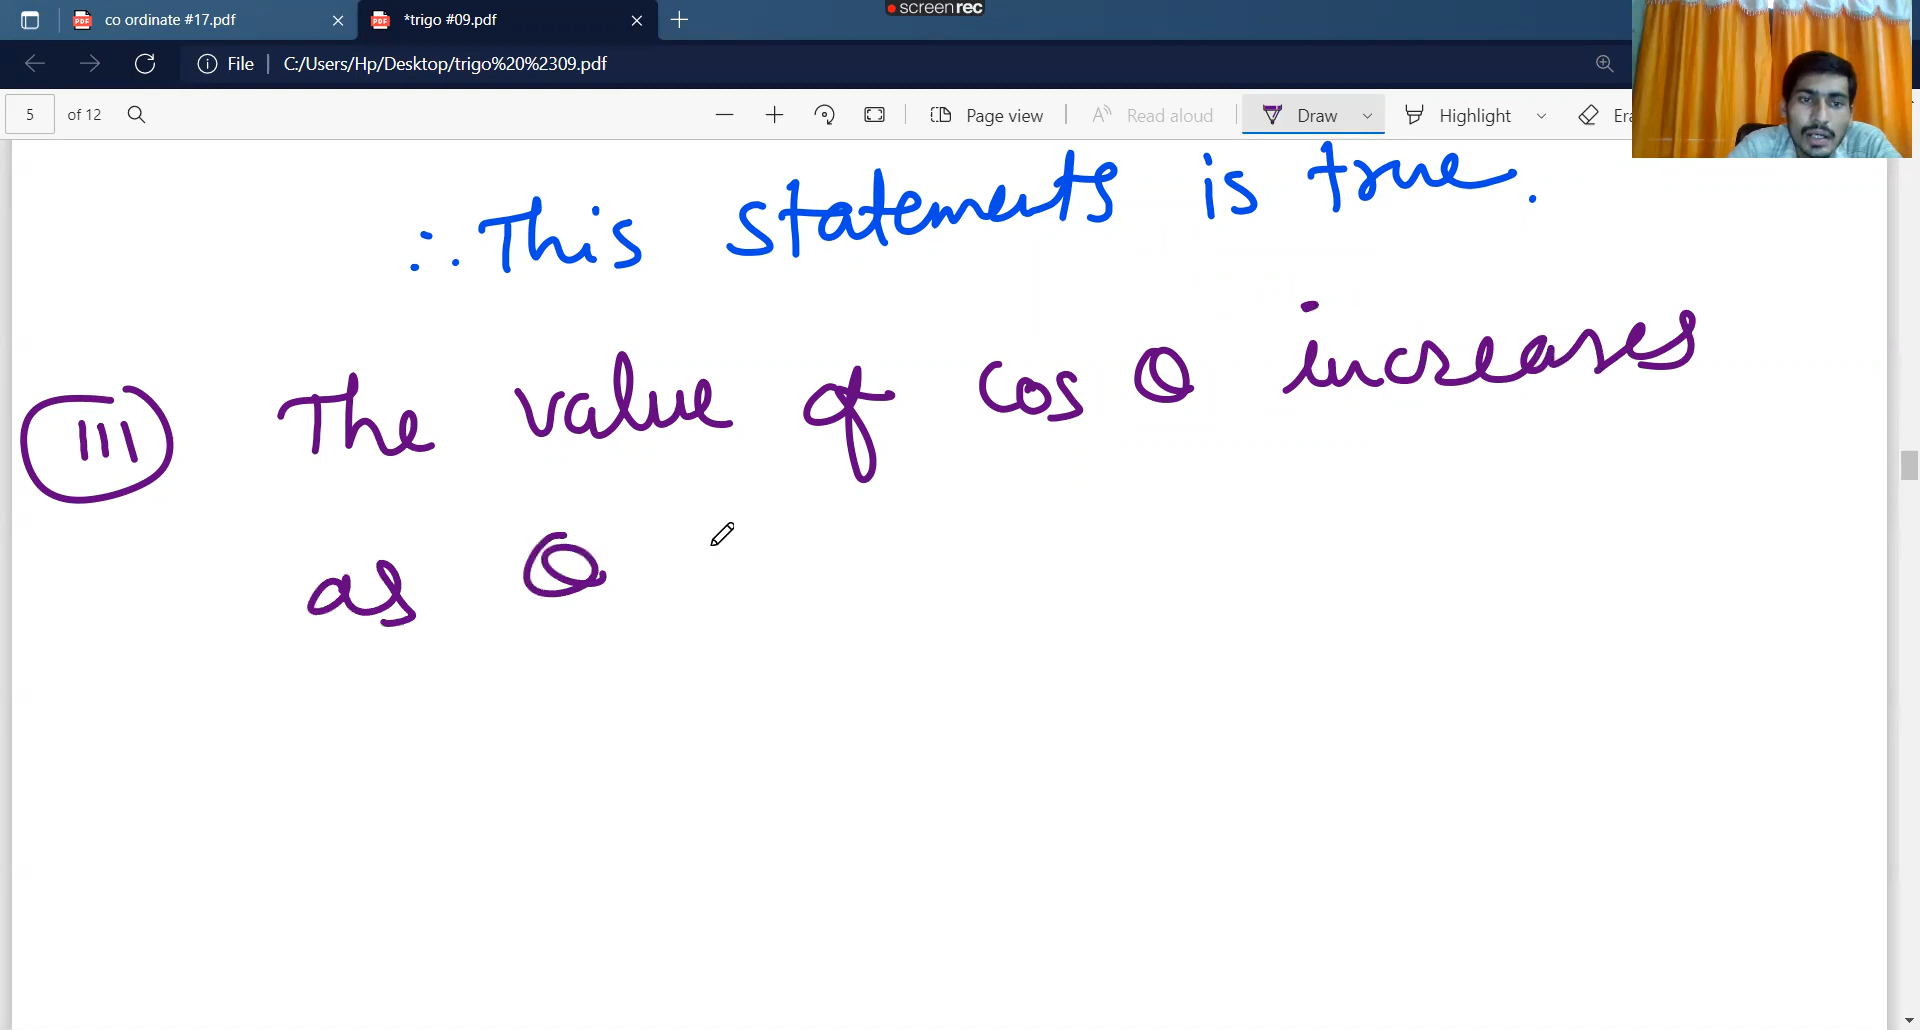 co ordinate #17.pdf
*trigo #09.pdf
screenrec
File
C:/Users/Hp/Desktop/trigo%20%2309.pdf
5 of 12
Page view
Read aloud
Draw
Highlight
Era
∴ This statements is true.
III The value of cos θ increases
as θ